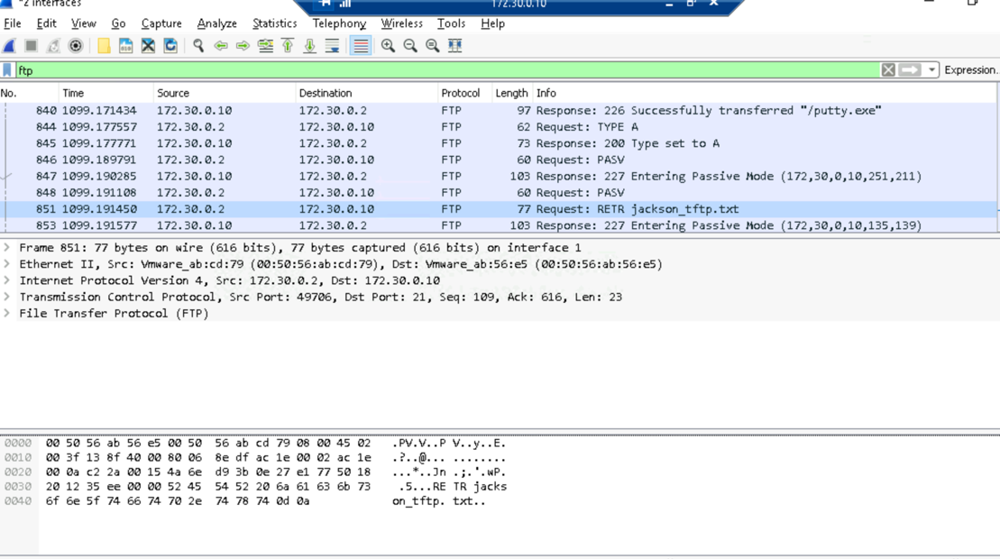 *2 interfaces
172.30.0.10
File Edit View Go Capture Analyze Statistics Telephony Wireless Tools Help
ftp
Expression...
No. Time Source Destination Protocol Length Info
840 1099.171434 172.30.0.10 172.30.0.2 FTP 97 Response: 226 Successfully transferred "/putty.exe"
844 1099.177557 172.30.0.2 172.30.0.10 FTP 62 Request: TYPE A
845 1099.177771 172.30.0.10 172.30.0.2 FTP 73 Response: 200 Type set to A
846 1099.189791 172.30.0.2 172.30.0.10 FTP 60 Request: PASV
847 1099.190285 172.30.0.10 172.30.0.2 FTP 103 Response: 227 Entering Passive Mode (172,30,0,10,251,211)
848 1099.191108 172.30.0.2 172.30.0.10 FTP 60 Request: PASV
851 1099.191450 172.30.0.2 172.30.0.10 FTP 77 Request: RETR jackson_tftp.txt
853 1099.191577 172.30.0.10 172.30.0.2 FTP 103 Response: 227 Entering Passive Mode (172,30,0,10,135,139)
Frame 851: 77 bytes on wire (616 bits), 77 bytes captured (616 bits) on interface 1
Ethernet II, Src: Vmware_ab:cd:79 (00:50:56:ab:cd:79), Dst: Vmware_ab:56:e5 (00:50:56:ab:56:e5)
Internet Protocol Version 4, Src: 172.30.0.2, Dst: 172.30.0.10
Transmission Control Protocol, Src Port: 49706, Dst Port: 21, Seq: 109, Ack: 616, Len: 23
File Transfer Protocol (FTP)
0000 00 50 56 ab 56 e5 00 50 56 ab cd 79 08 00 45 02 .PV.V..P V..y..E.
0010 00 3f 13 8f 40 00 80 06 8e df ac 1e 00 02 ac 1e .?..@... ........
0020 00 0a c2 2a 00 15 4a 6e d9 3b 0e 27 e1 77 50 18 ...*..Jn .;.'.wP.
0030 20 12 35 ee 00 00 52 45 54 52 20 6a 61 63 6b 73 .5...RE TR jacks
0040 6f 6e 5f 74 66 74 70 2e 74 78 74 0d 0a on_tftp. txt..